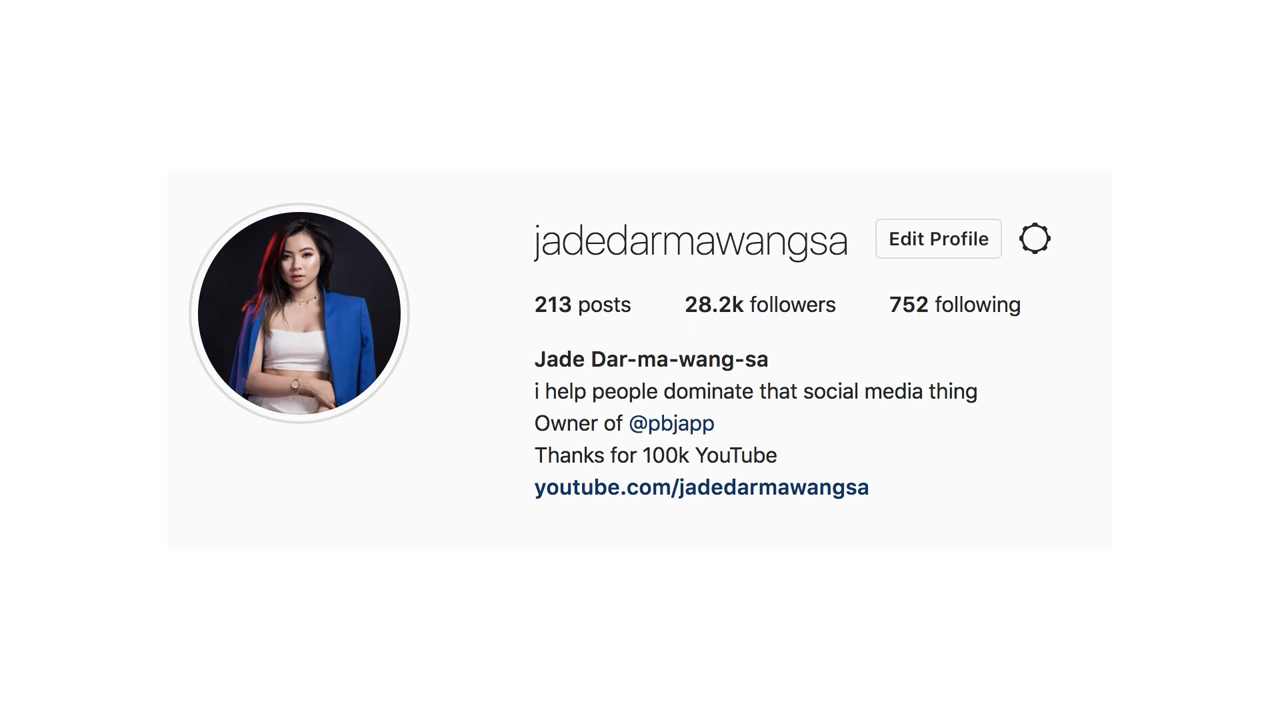 jadedarmawangsa Edit Profile
213 posts 28.2k followers 752 following
Jade Dar-ma-wang-sa
i help people dominate that social media thing
Owner of @pbjapp
Thanks for 100k YouTube
youtube.com/jadedarmawangsa